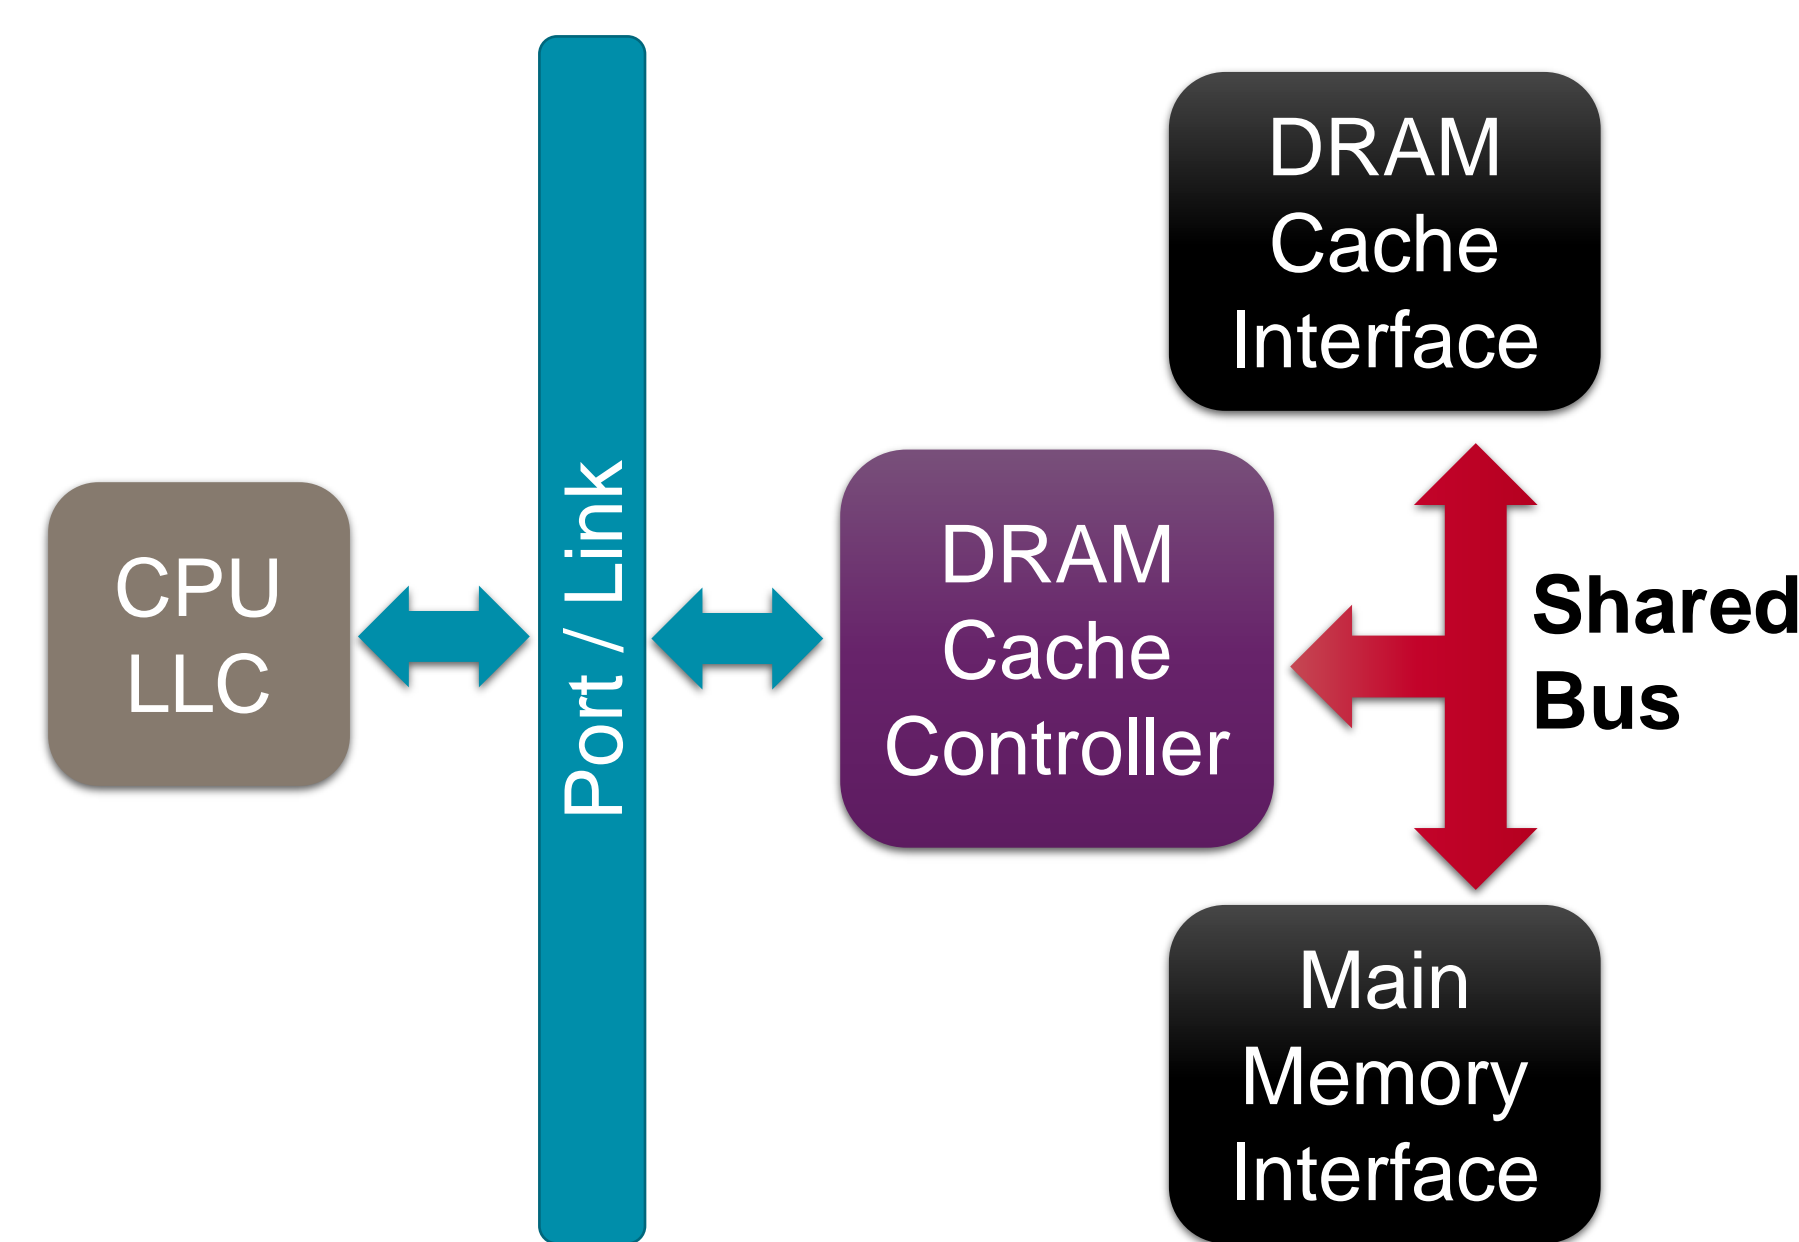 CPU
LLC
Port / Link
DRAM
Cache
Controller
DRAM
Cache
Interface
Shared
Bus
Main
Memory
Interface